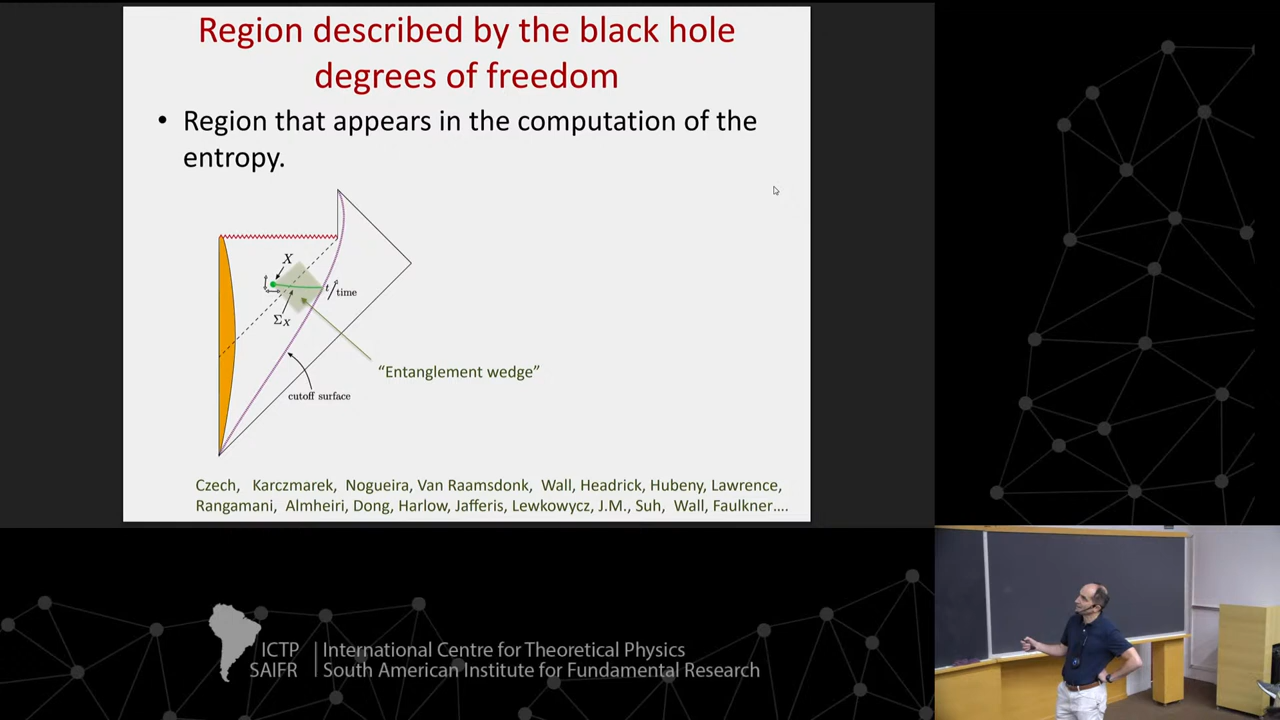 Region described by the black hole
degrees of freedom
• Region that appears in the computation of the
entropy.
X
t
time
Σ_X
"Entanglement wedge"
cutoff surface
Czech, Karczmarek, Nogueira, Van Raamsdonk, Wall, Headrick, Hubeny, Lawrence,
Rangamani, Almheiri, Dong, Harlow, Jafferis, Lewkowycz, J.M., Suh, Wall, Faulkner....
ICTP
SAIFR
International Centre for Theoretical Physics
South American Institute for Fundamental Research